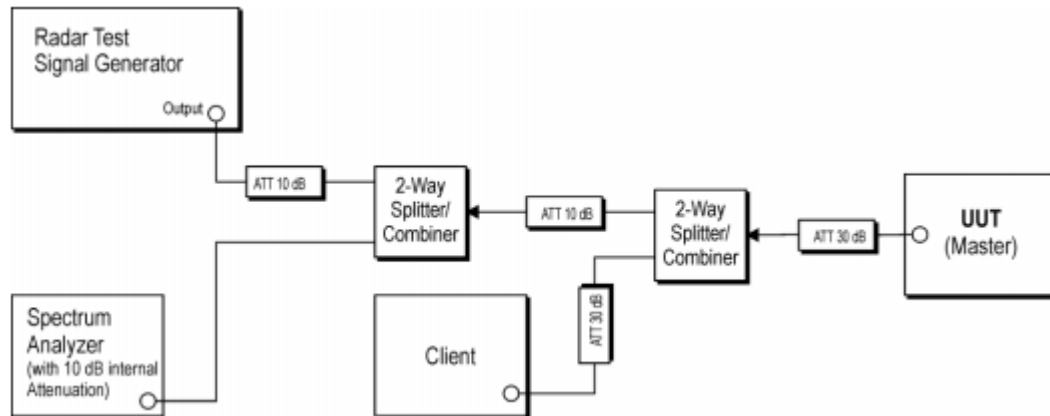 Radar Test
Signal Generator
Output
ATT 10 dB
2-Way
Splitter/
Combiner
ATT 10 dB
2-Way
Splitter/
Combiner
ATT 30 dB
UUT
(Master)
Spectrum
Analyzer
(with 10 dB internal
Attenuation)
Client
ATT 30 dB